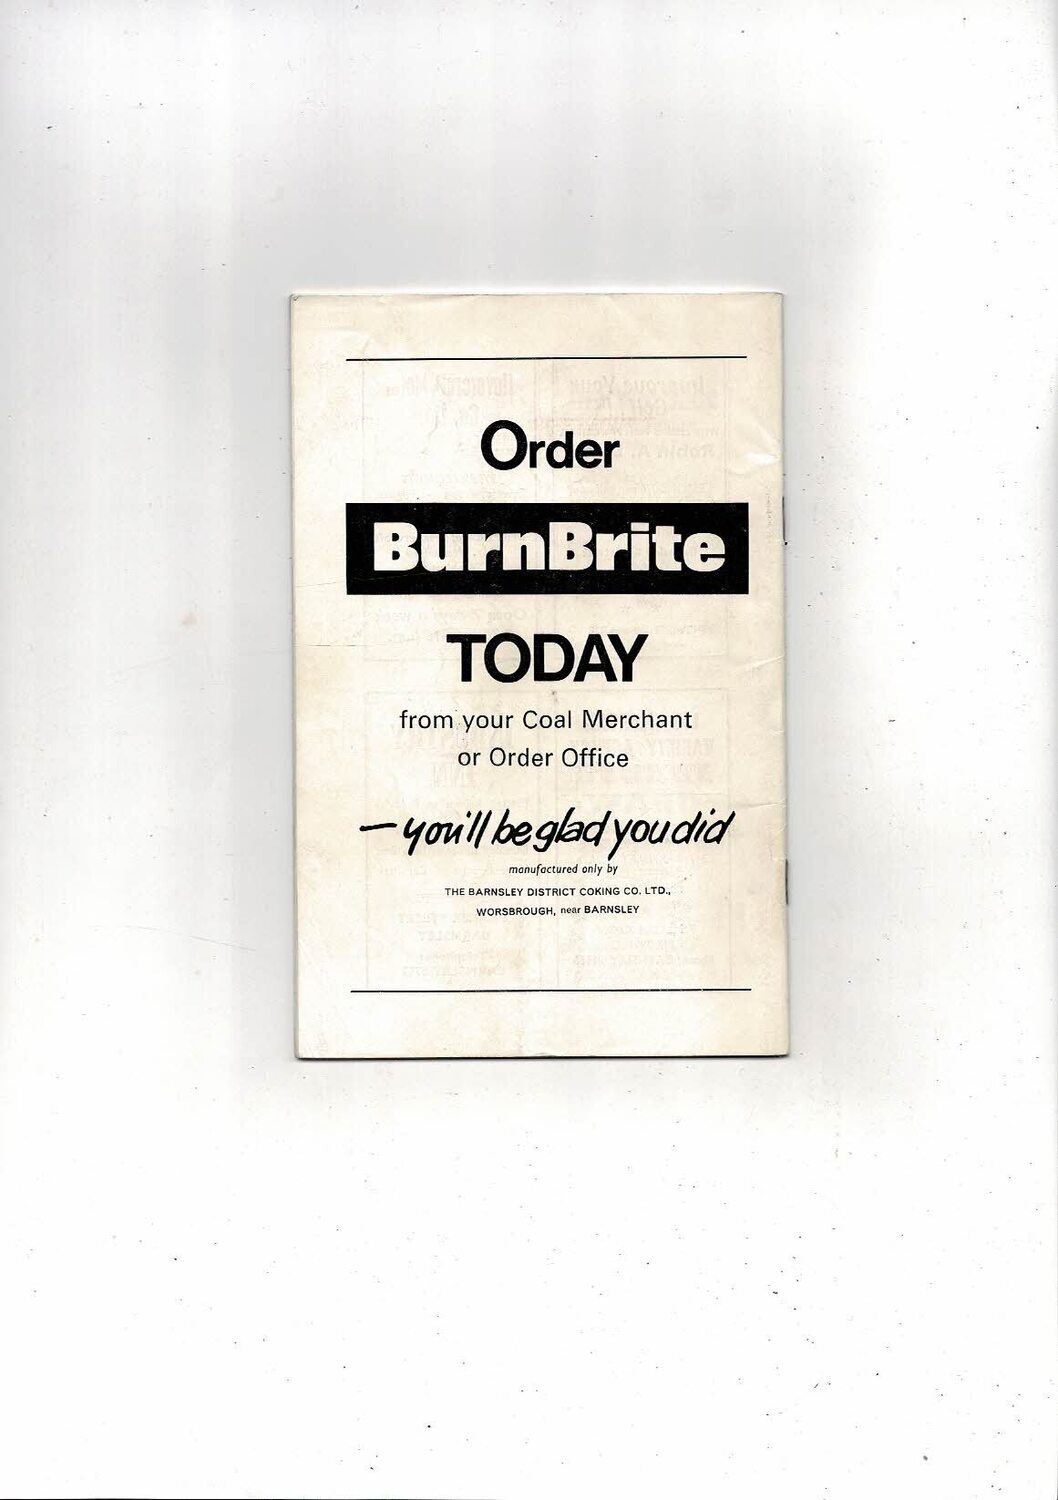 Order
BurnBrite
TODAY
from your Coal Merchant
or Order Office
— you'll be glad you did
manufactured only by
THE BARNSLEY DISTRICT COKING CO. LTD.,
WORSBROUGH, near BARNSLEY